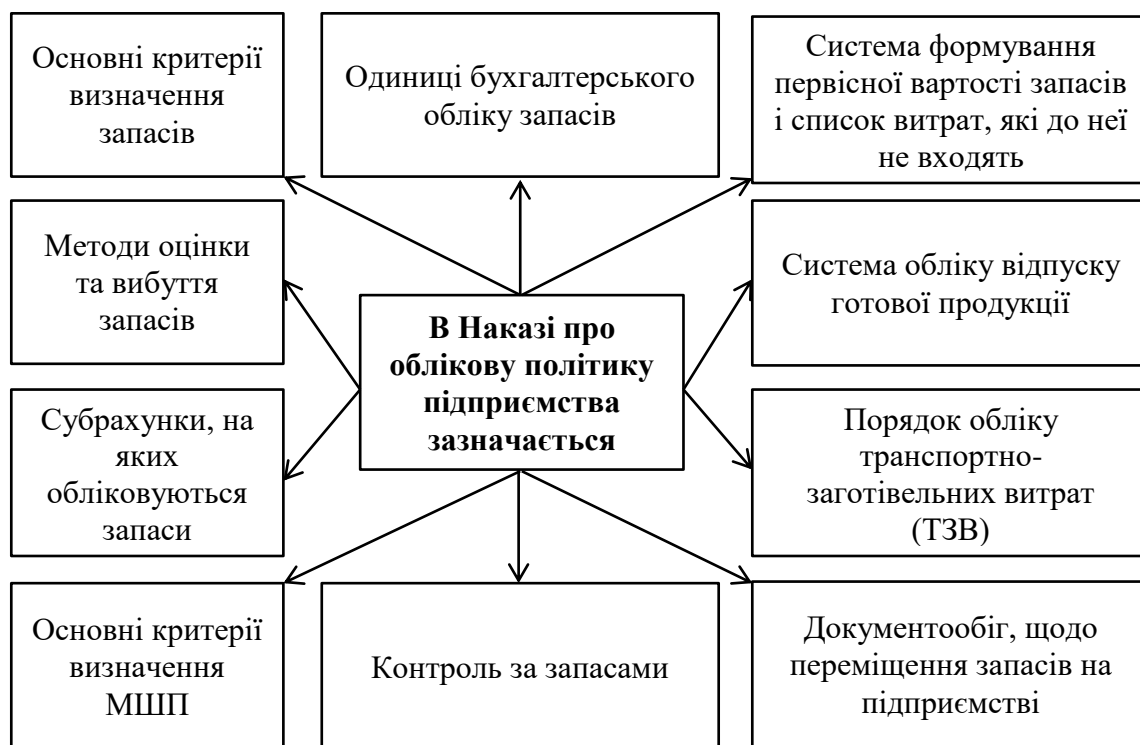 Основні критерії
визначення
запасів
Одиниці бухгалтерського
обліку запасів
Система формування
первісної вартості запасів
і список витрат, які до неї
не входять
Методи оцінки
та вибуття
запасів
В Наказі про
облікову політику
підприємства
зазначається
Система обліку відпуску
готової продукції
Субрахунки, на
яких
обліковуються
запаси
Порядок обліку
транспортно-
заготівельних витрат
(ТЗВ)
Основні критерії
визначення
МШП
Контроль за запасами
Документообіг, щодо
переміщення запасів на
підприємстві